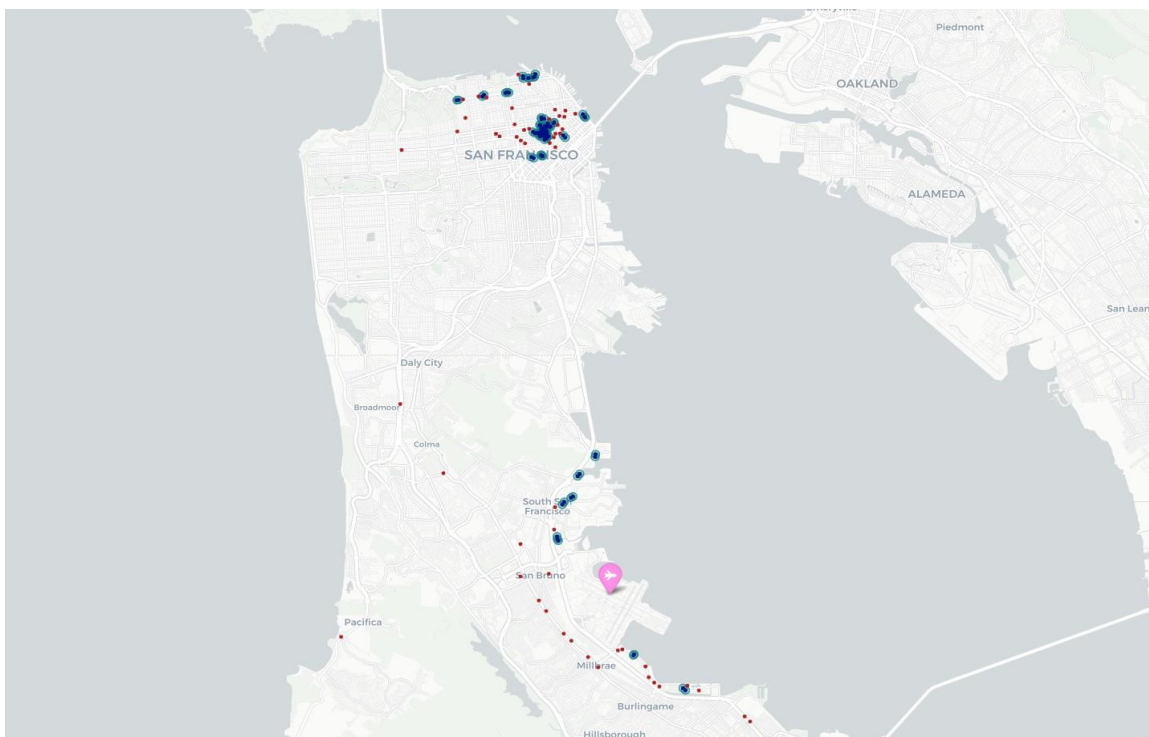 Piedmont
OAKLAND
SAN FRANCISCO
ALAMEDA
San Lean
Daly City
Broadmoor
Colma
South San
Francisco
San Bruno
Pacifica
Millbrae
Burlingame
Hillsborough